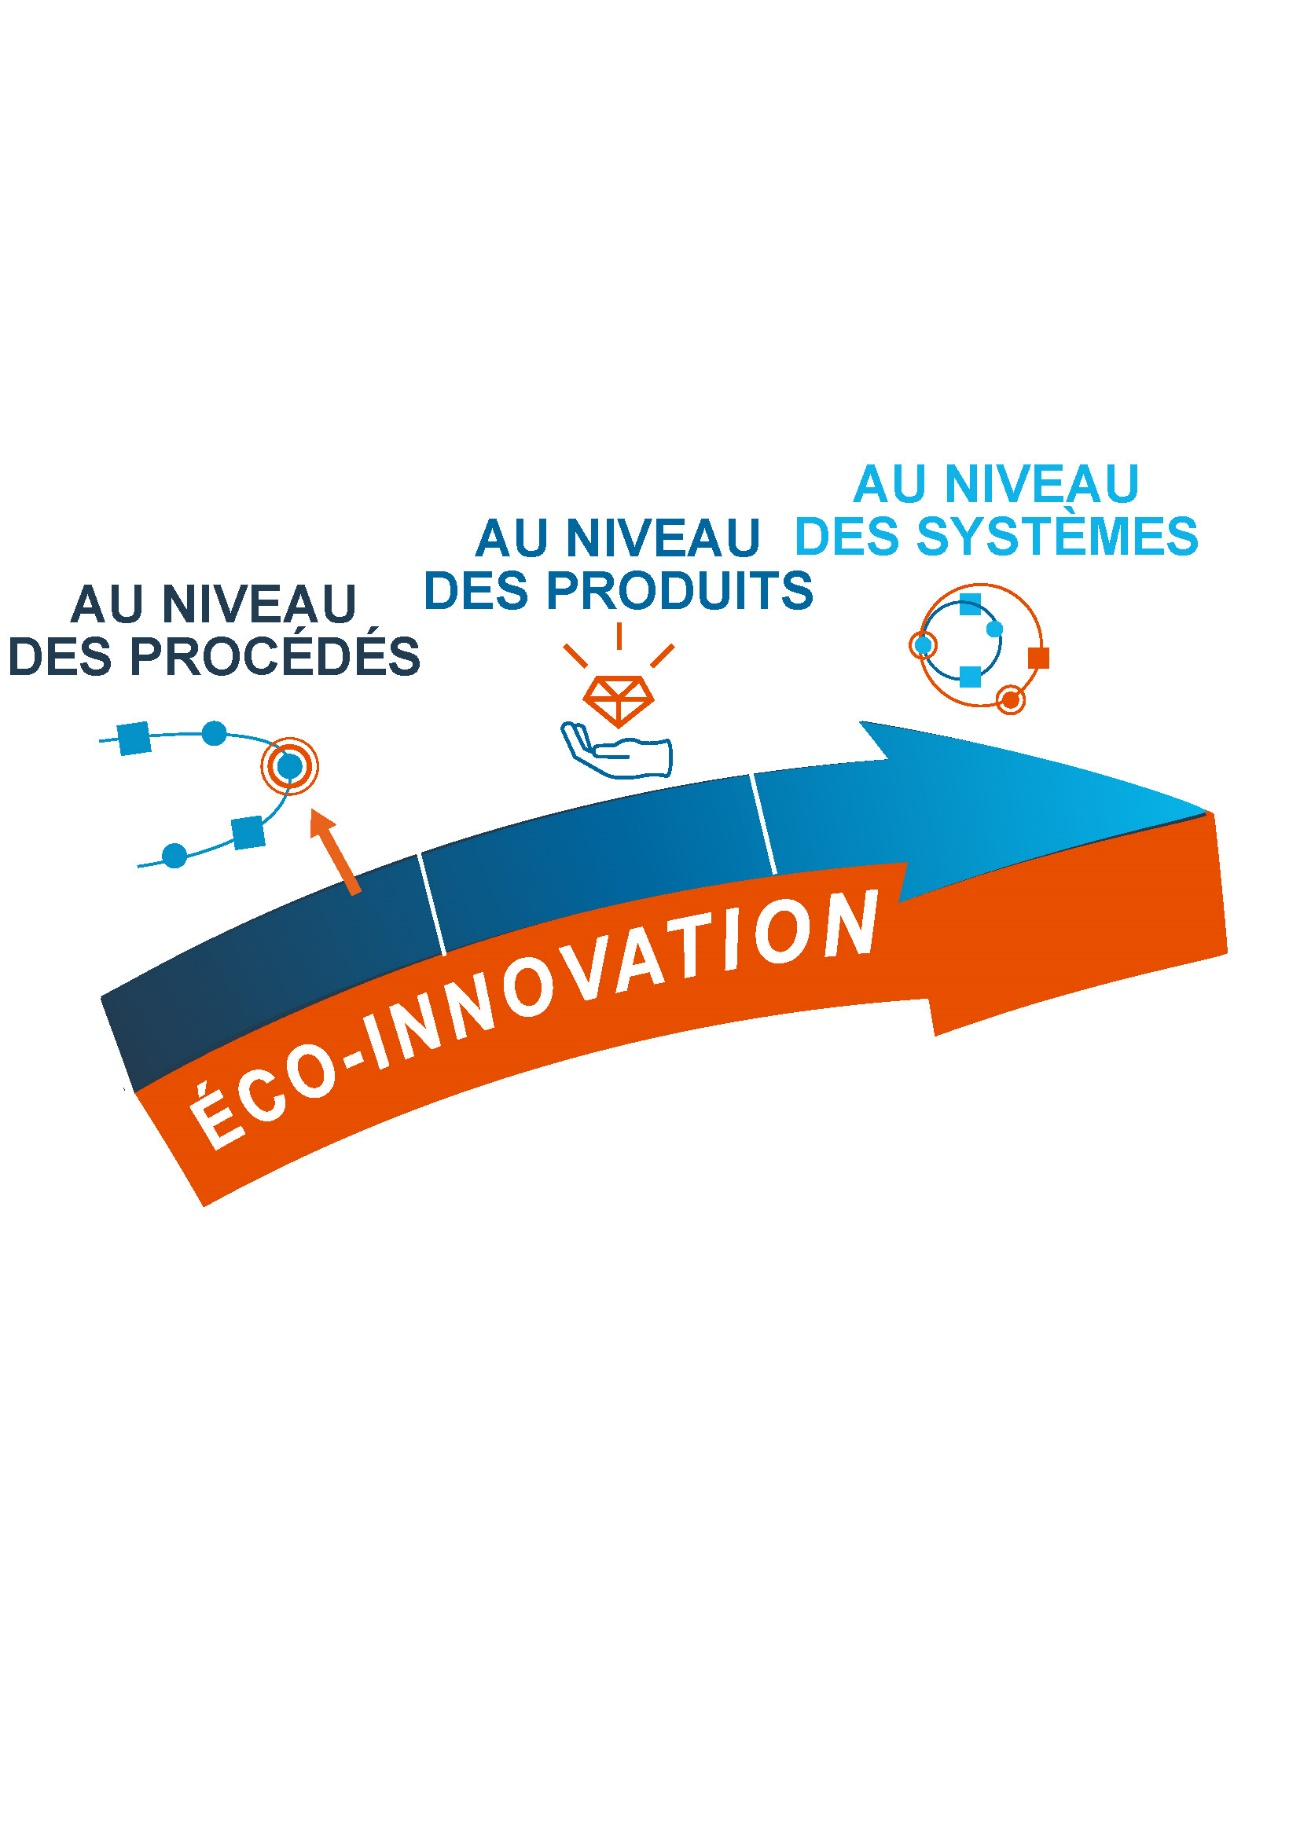 AU NIVEAU
DES PROCÉDÉS
AU NIVEAU
DES PRODUITS
AU NIVEAU
DES SYSTÈMES
ÉCO-INNOVATION